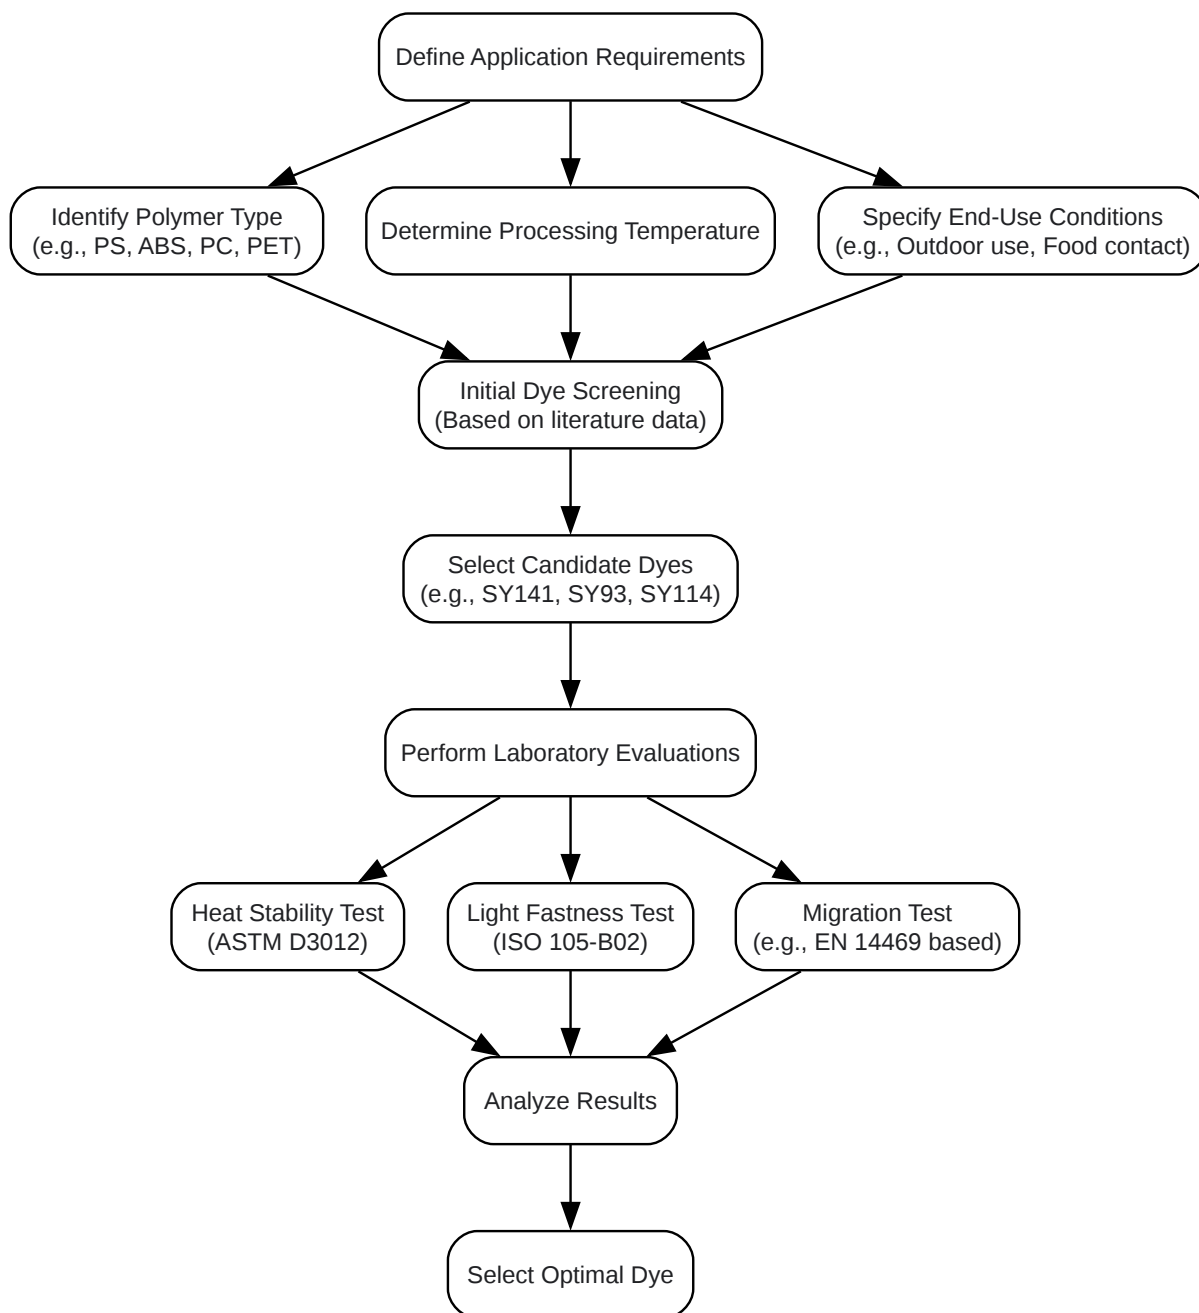 Define Application Requirements
Identify Polymer Type
(e.g., PS, ABS, PC, PET)
Determine Processing Temperature
Specify End-Use Conditions
(e.g., Outdoor use, Food contact)
Initial Dye Screening
(Based on literature data)
Select Candidate Dyes
(e.g., SY141, SY93, SY114)
Perform Laboratory Evaluations
Heat Stability Test
(ASTM D3012)
Light Fastness Test
(ISO 105-B02)
Migration Test
(e.g., EN 14469 based)
Analyze Results
Select Optimal Dye